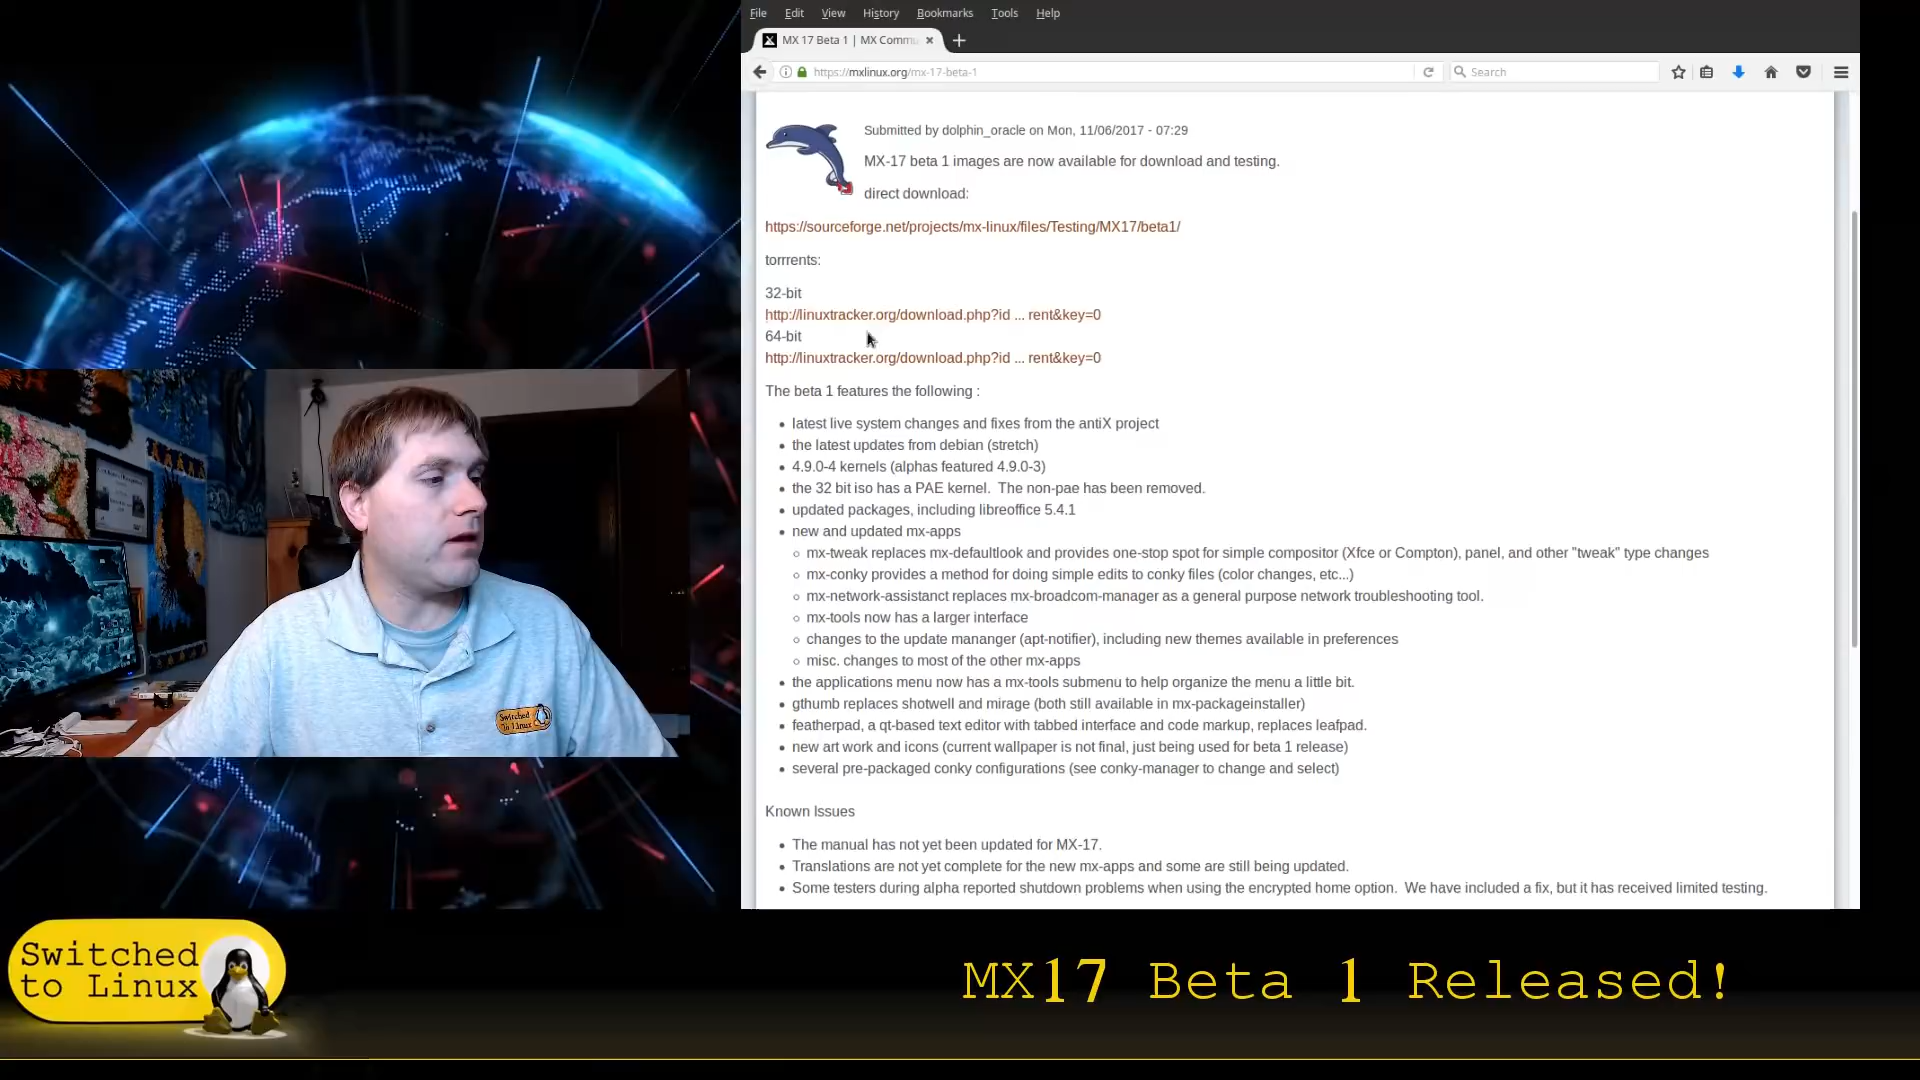 File Edit View History Bookmarks Tools Help
MX 17 Beta 1 | MX Commu
https://mxlinux.org/mx-17-beta-1
Search
Submitted by dolphin_oracle on Mon, 11/06/2017 - 07:29
MX-17 beta 1 images are now available for download and testing.
direct download:
https://sourceforge.net/projects/mx-linux/files/Testing/MX17/beta1/
torrrents:
32-bit
http://linuxtracker.org/download.php?id ... rent&key=0
64-bit
http://linuxtracker.org/download.php?id ... rent&key=0
The beta 1 features the following :
latest live system changes and fixes from the antiX project
the latest updates from debian (stretch)
4.9.0-4 kernels (alphas featured 4.9.0-3)
the 32 bit iso has a PAE kernel. The non-pae has been removed.
updated packages, including libreoffice 5.4.1
new and updated mx-apps
mx-tweak replaces mx-defaultlook and provides one-stop spot for simple compositor (Xfce or Compton), panel, and other "tweak" type changes
mx-conky provides a method for doing simple edits to conky files (color changes, etc...)
mx-network-assistanct replaces mx-broadcom-manager as a general purpose network troubleshooting tool.
mx-tools now has a larger interface
changes to the update mananger (apt-notifier), including new themes available in preferences
misc. changes to most of the other mx-apps
the applications menu now has a mx-tools submenu to help organize the menu a little bit.
gthumb replaces shotwell and mirage (both still available in mx-packageinstaller)
featherpad, a qt-based text editor with tabbed interface and code markup, replaces leafpad.
new art work and icons (current wallpaper is not final, just being used for beta 1 release)
several pre-packaged conky configurations (see conky-manager to change and select)
Known Issues
The manual has not yet been updated for MX-17.
Translations are not yet complete for the new mx-apps and some are still being updated.
Some testers during alpha reported shutdown problems when using the encrypted home option. We have included a fix, but it has received limited testing.
Switched
to Linux
Switched
to Linux
MX17 Beta 1 Released!